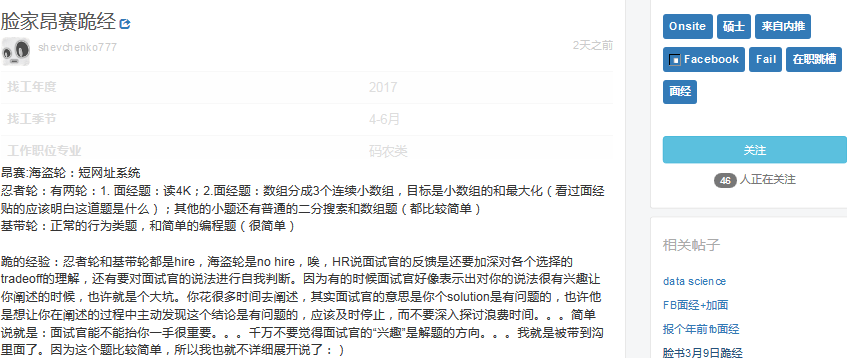 脸家昂赛跪经
shevchenko777
2天之前
找工年度 2017
找工季节 4-6月
工作职位专业 码农类
昂赛:海盗轮：短网址系统
忍者轮：有两轮：1. 面经题：读4K；2.面经题：数组分成3个连续小数组，目标是小数组的和最大化（看过面经
贴的应该明白这道题是什么）；其他的小题还有普通的二分搜索和数组题（都比较简单）
基带轮：正常的行为类题，和简单的编程题（很简单）
跪的经验：忍者轮和基带轮都是hire，海盗轮是no hire，唉，HR说面试官的反馈是还要加深对各个选择的
tradeoff的理解，还有要对面试官的说法进行自我判断。因为有的时候面试官好像表示出对你的说法很有兴趣让
你阐述的时候，也许就是个大坑。你花很多时间去阐述，其实面试官的意思是你个solution是有问题的，也许他
是想让你在阐述的过程中主动发现这个结论是有问题的，应该及时停止，而不要深入探讨浪费时间。。。简单
说就是：面试官能不能抬你一手很重要。。。千万不要觉得面试官的“兴趣”是解题的方向。。。我就是被带到沟
里面了。因为这个题比较简单，所以我也就不详细展开说了：）
Onsite 硕士 来自内推
Facebook Fail 在职跳槽
面经
关注
46 人正在关注
相关帖子
data science
FB面经+加面
报个年前fb面经
脸书3月9日跪经